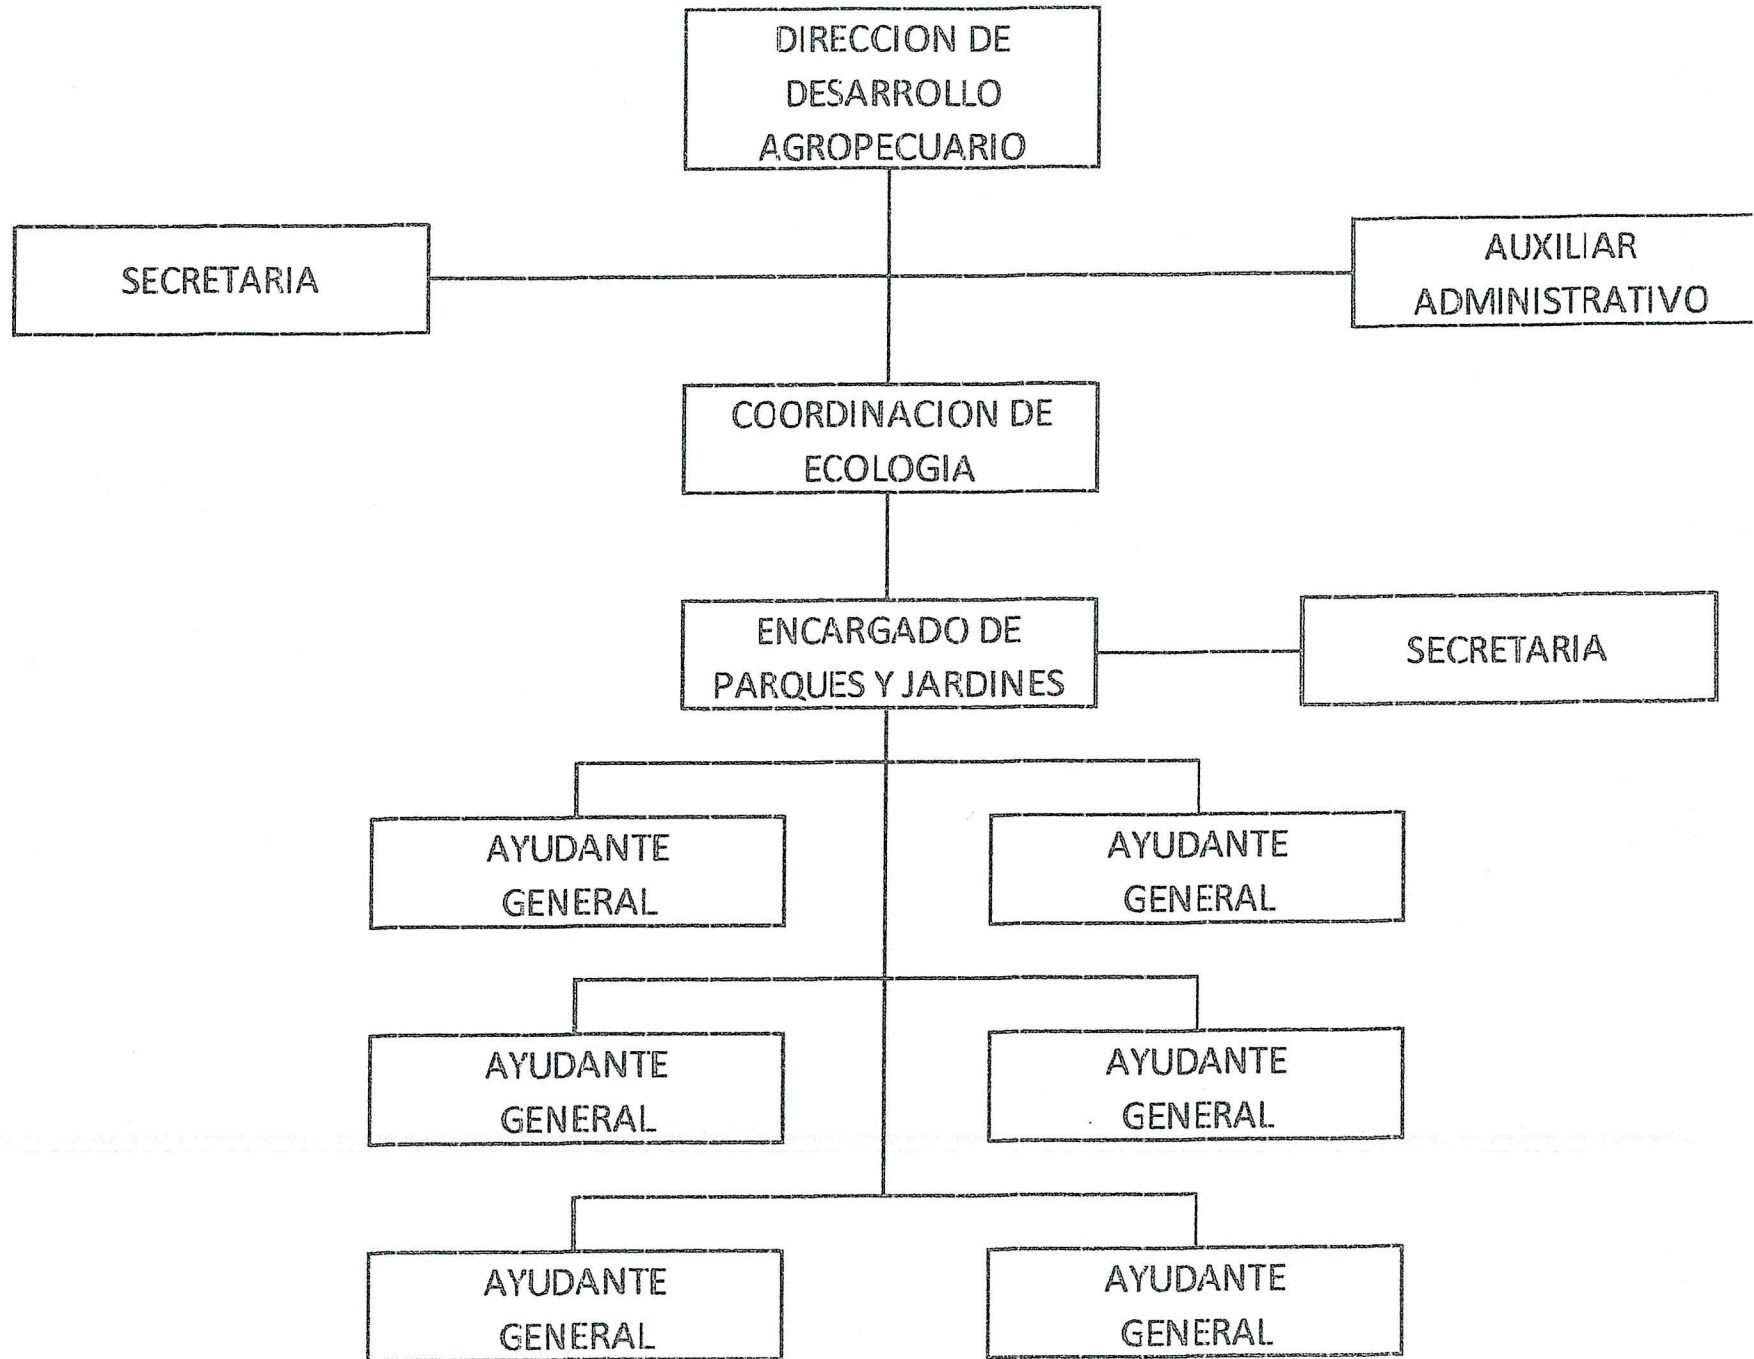 DIRECCION DE
DESARROLLO
AGROPECUARIO
SECRETARIA
AUXILIAR
ADMINISTRATIVO
COORDINACION DE
ECOLOGIA
ENCARGADO DE
PARQUES Y JARDINES
SECRETARIA
AYUDANTE
GENERAL
AYUDANTE
GENERAL
AYUDANTE
GENERAL
AYUDANTE
GENERAL
AYUDANTE
GENERAL
AYUDANTE
GENERAL